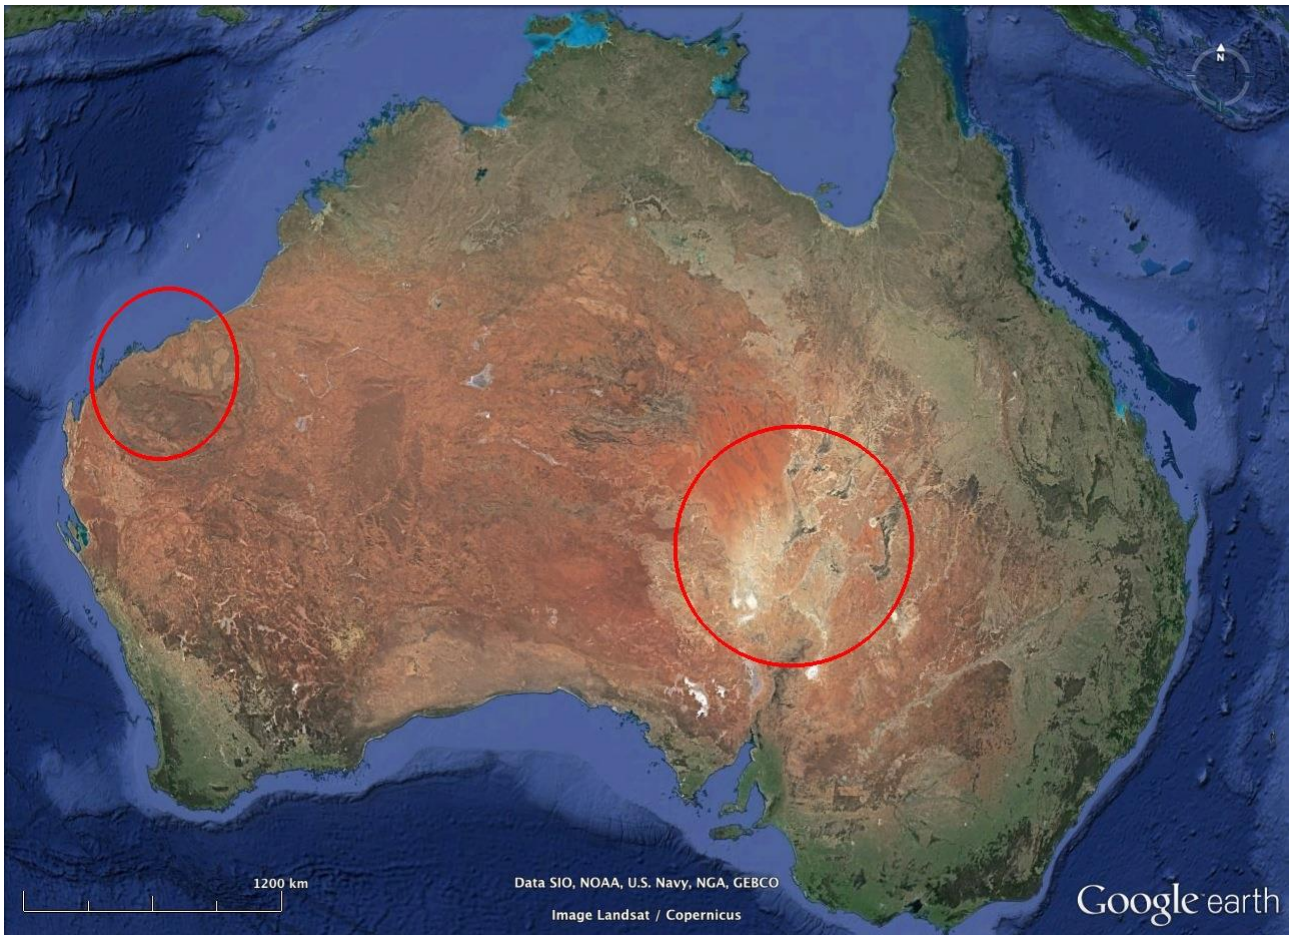 N
1200 km
Data SIO, NOAA, U.S. Navy, NGA, GEBCO
Image Landsat / Copernicus
Google earth